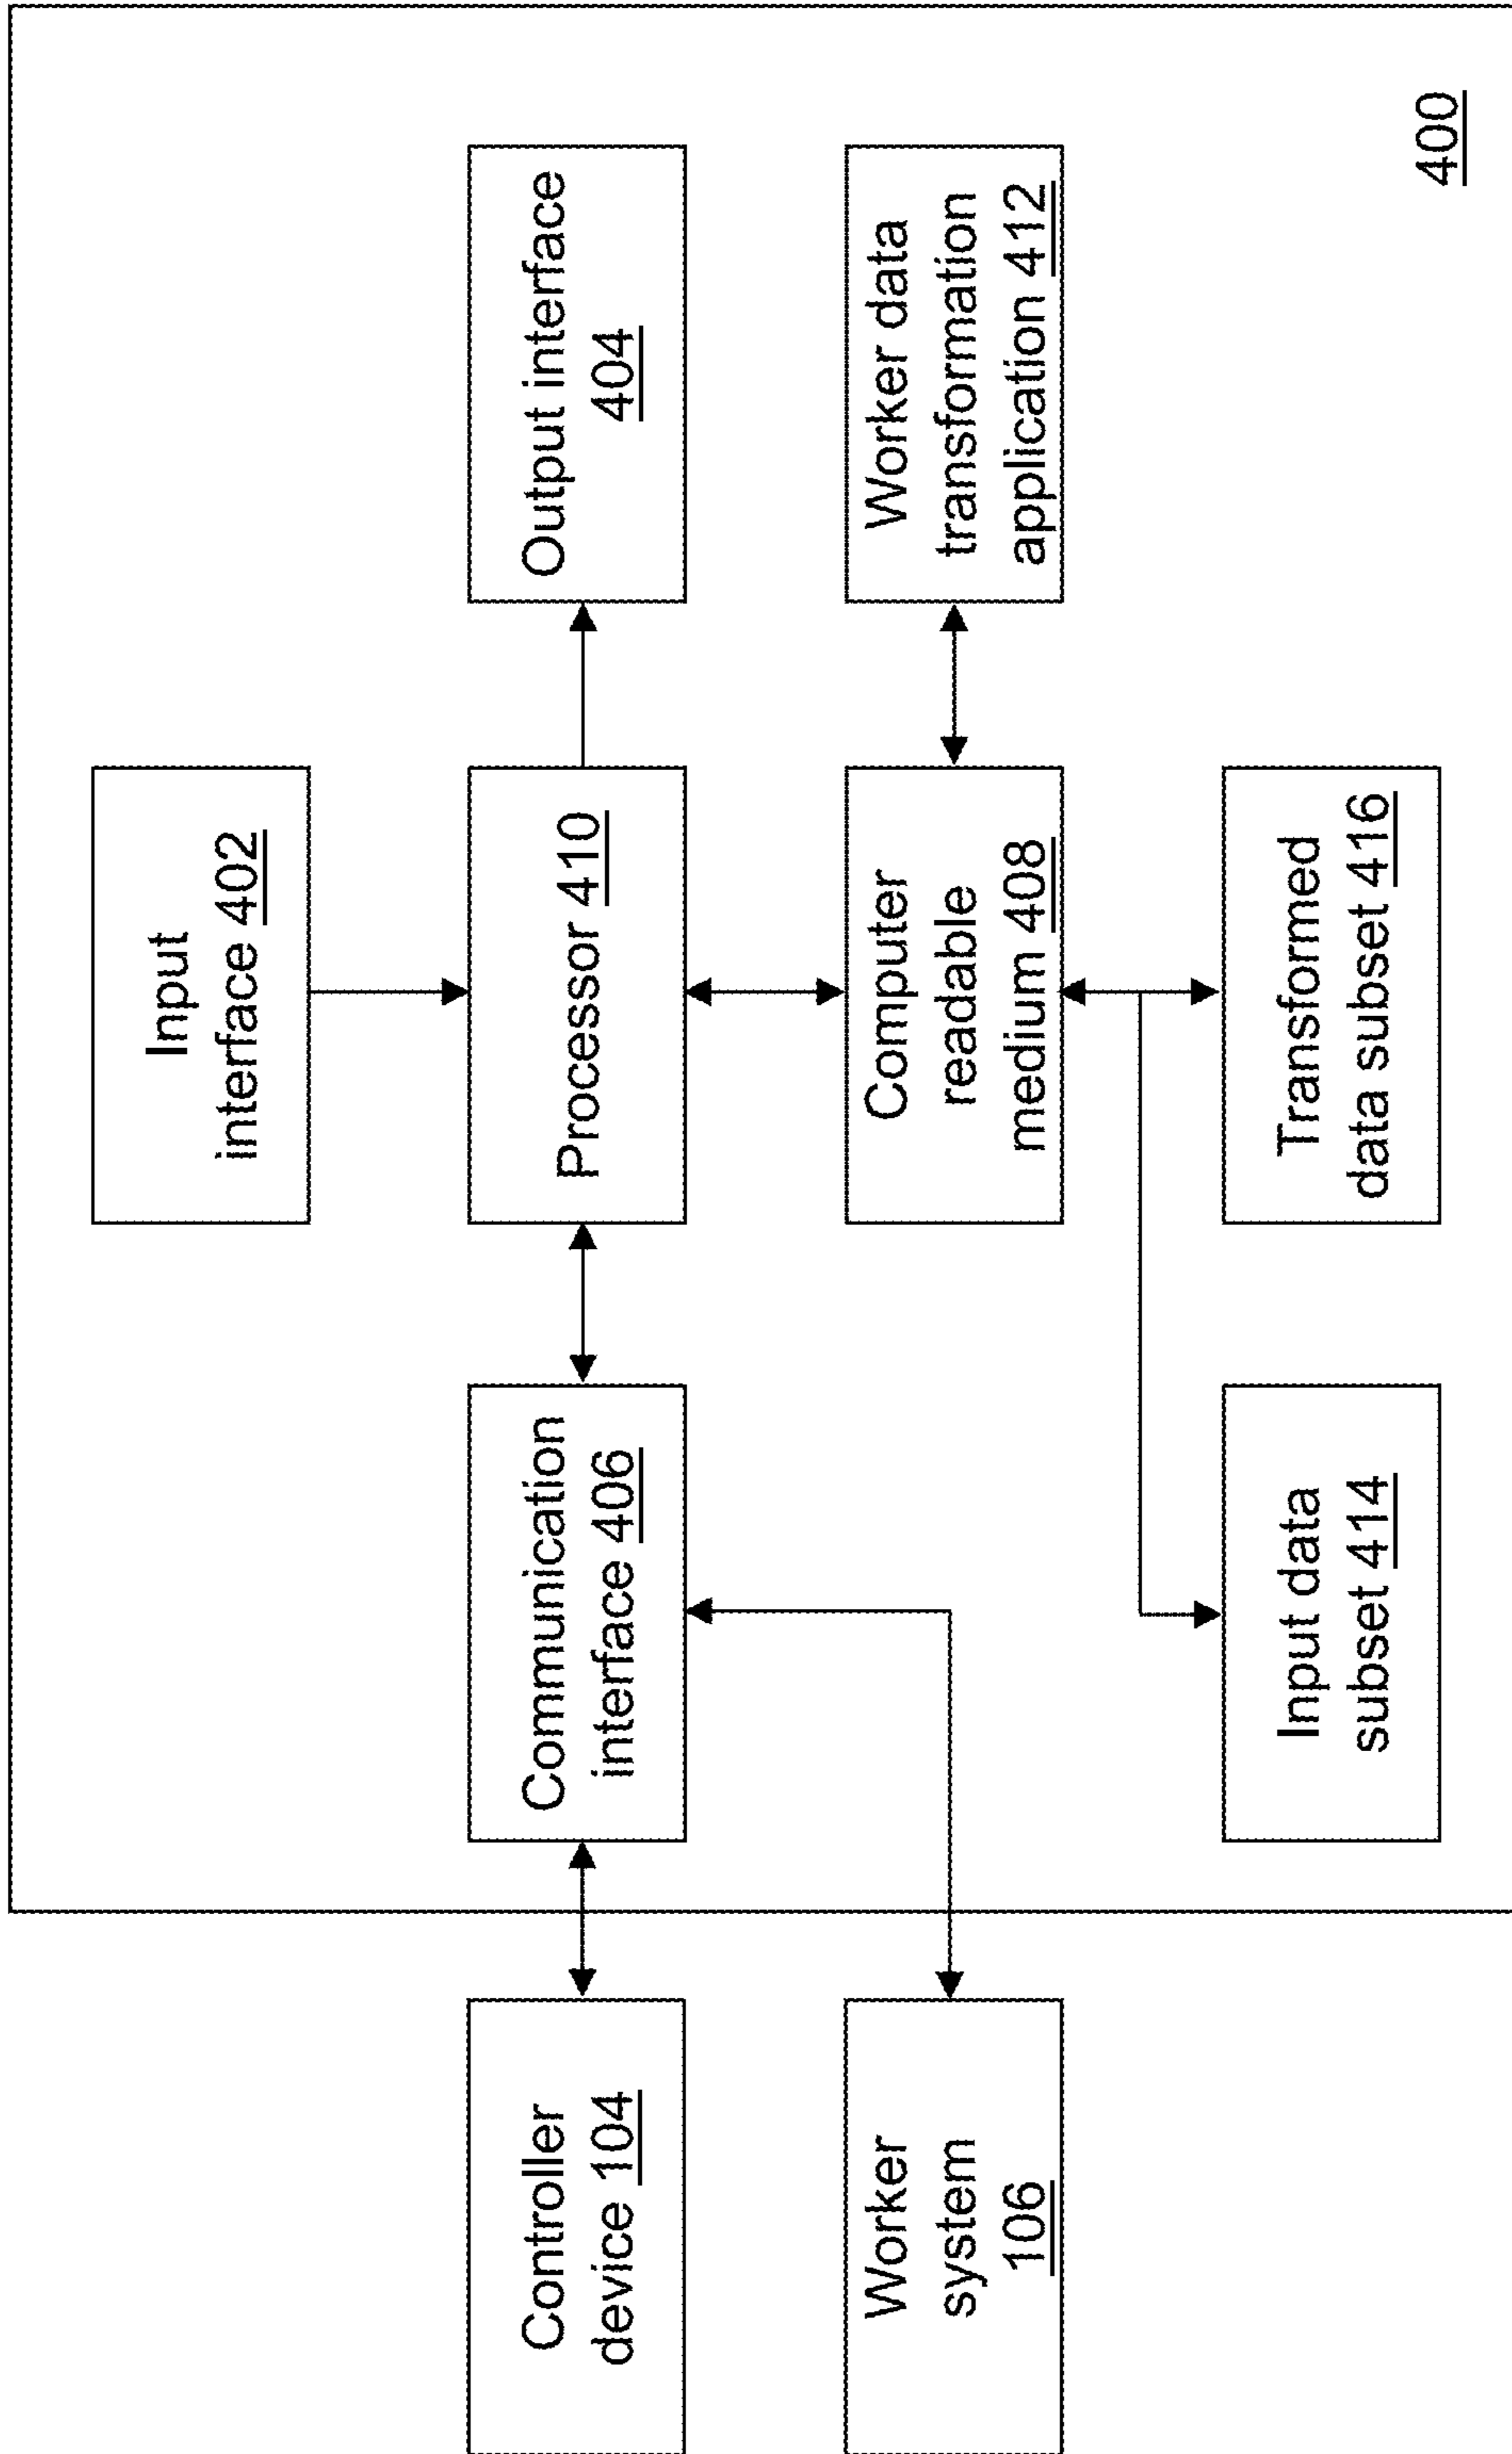 Input
interface 402
Controller
device 104
Communication
interface 406
Processor 410
Output interface
404
Worker
system
106
Computer
readable
medium 408
Worker data
transformation
application 412
Input data
subset 414
Transformed
data subset 416
400